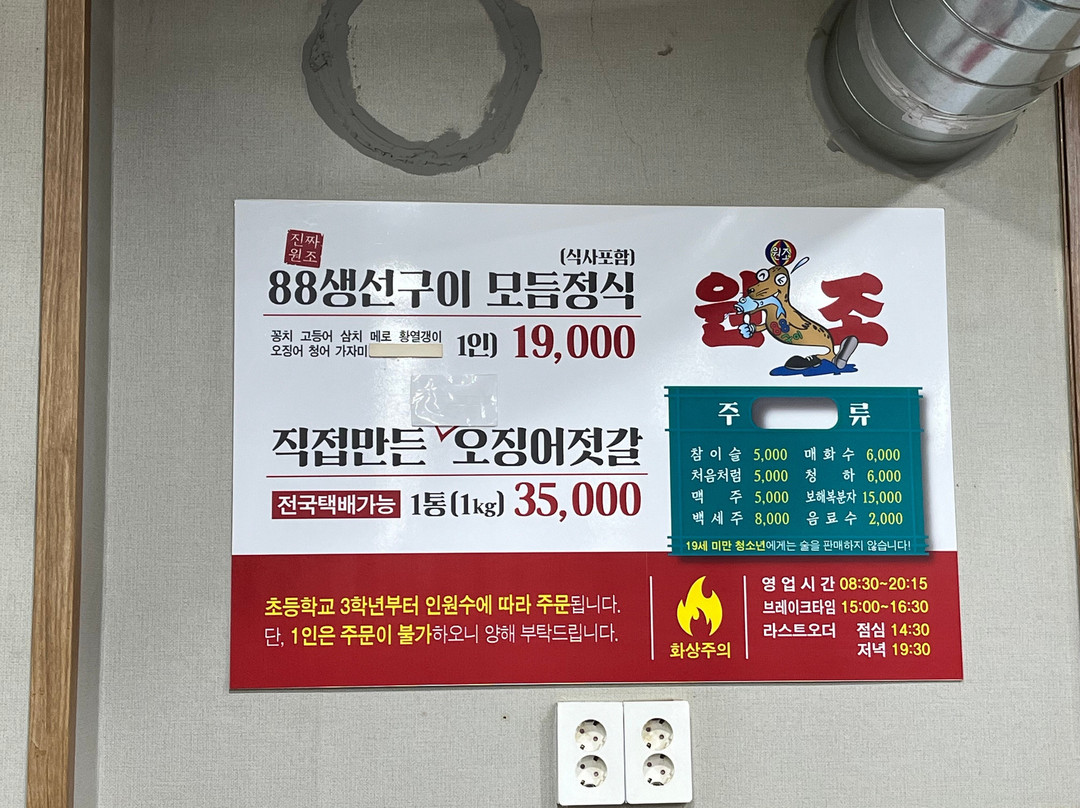 진짜
원조
(식사포함)
88생선구이 모듬정식
꽁치 고등어 삼치 메로 황열갱이
오징어 청어 가자미
1인) 19,000
직접만든 오징어젓갈
전국택배가능 1통(1kg) 35,000
원조
원조
88
주 류
참이슬 5,000 매화수 6,000
처음처럼 5,000 청하 6,000
맥주 5,000 보해복분자 15,000
백세주 8,000 음료수 2,000
19세 미만 청소년에게는 술을 판매하지 않습니다!
초등학교 3학년부터 인원수에 따라 주문됩니다.
단, 1인은 주문이 불가하오니 양해 부탁드립니다.
화상주의
영업시간 08:30~20:15
브레이크타임 15:00~16:30
라스트오더 점심 14:30
저녁 19:30